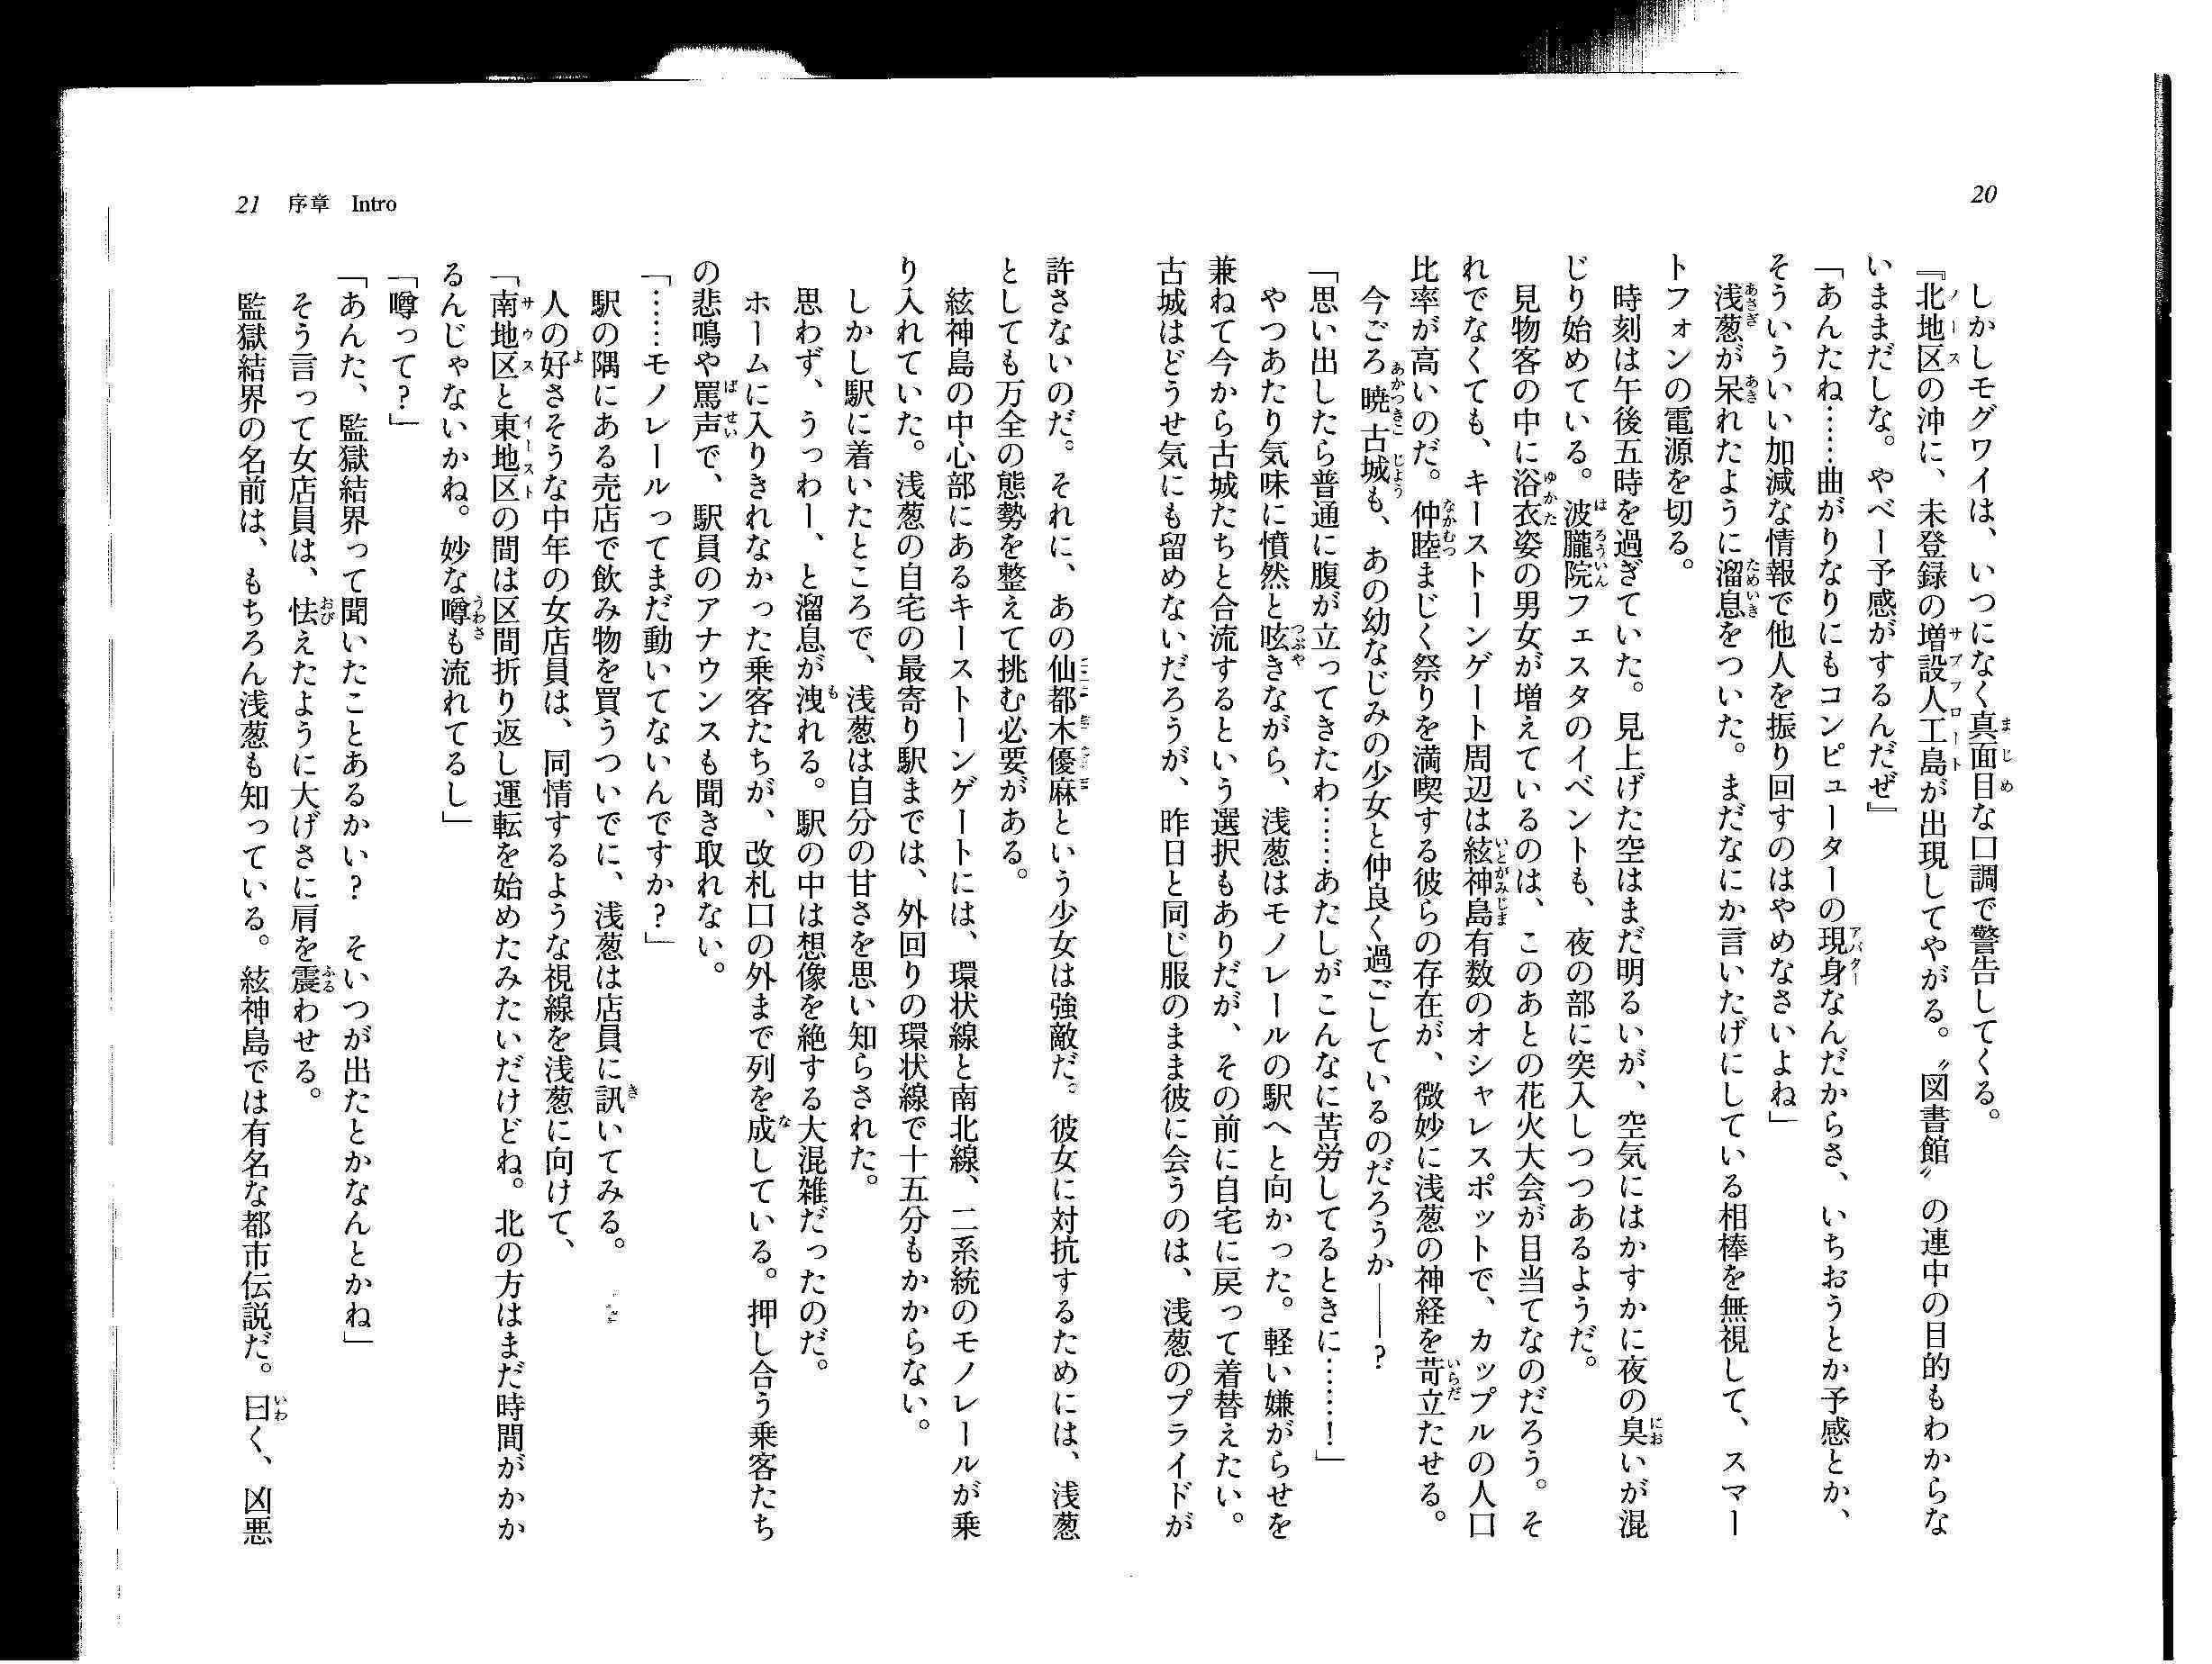 20
しかしモグワイは、いつになく真面目な口調で警告してくる。
『北地区の沖に、未登録の増設人工島が出現してやがる。〝図書館〟の連中の目的もわからな
いままだしな。やべー予感がするんだぜ』
「あんたね……曲がりなりにもコンピューターの現身なんだからさ、いちおうとか予感とか、
そういういい加減な情報で他人を振り回すのはやめなさいよね」
浅葱が呆れたように溜息をついた。まだなにか言いたげにしている相棒を無視して、スマー
トフォンの電源を切る。
時刻は午後五時を過ぎていた。見上げた空はまだ明るいが、空気にはかすかに夜の臭いが混
じり始めている。波朧院フェスタのイベントも、夜の部に突入しつつあるようだ。
見物客の中に浴衣姿の男女が増えているのは、このあとの花火大会が目当てなのだろう。そ
れでなくても、キーストーンゲート周辺は絃神島有数のオシャレスポットで、カップルの人口
比率が高いのだ。仲睦まじく祭りを満喫する彼らの存在が、微妙に浅葱の神経を苛立たせる。
今ごろ暁古城も、あの幼なじみの少女と仲良く過ごしているのだろうか――？
「思い出したら普通に腹が立ってきたわ……あたしがこんなに苦労してるときに……！」
やつあたり気味に憤然と呟きながら、浅葱はモノレールの駅へと向かった。軽い嫌がらせを
兼ねて今から古城たちと合流するという選択もありだが、その前に自宅に戻って着替えたい。
古城はどうせ気にも留めないだろうが、昨日と同じ服のまま彼に会うのは、浅葱のプライドが
21 序章 Intro
許さないのだ。それに、あの仙都木優麻という少女は強敵だ。彼女に対抗するためには、浅葱
としても万全の態勢を整えて挑む必要がある。
絃神島の中心部にあるキーストーンゲートには、環状線と南北線、二系統のモノレールが乗
り入れていた。浅葱の自宅の最寄り駅までは、外回りの環状線で十五分もかからない。
しかし駅に着いたところで、浅葱は自分の甘さを思い知らされた。
思わず、うっわー、と溜息が洩れる。駅の中は想像を絶する大混雑だったのだ。
ホームに入りきれなかった乗客たちが、改札口の外まで列を成している。押し合う乗客たち
の悲鳴や罵声で、駅員のアナウンスも聞き取れない。
「……モノレールってまだ動いてないんですか？」
駅の隅にある売店で飲み物を買うついでに、浅葱は店員に訊いてみる。
人の好さそうな中年の女店員は、同情するような視線を浅葱に向けて、
「南地区と東地区の間は区間折り返し運転を始めたみたいだけどね。北の方はまだ時間がかか
るんじゃないかね。妙な噂も流れてるし」
「噂って？」
「あんた、監獄結界って聞いたことあるかい？　そいつが出たとかなんとかね」
そう言って女店員は、怯えたように大げさに肩を震わせる。
監獄結界の名前は、もちろん浅葱も知っている。絃神島では有名な都市伝説だ。曰く、凶悪